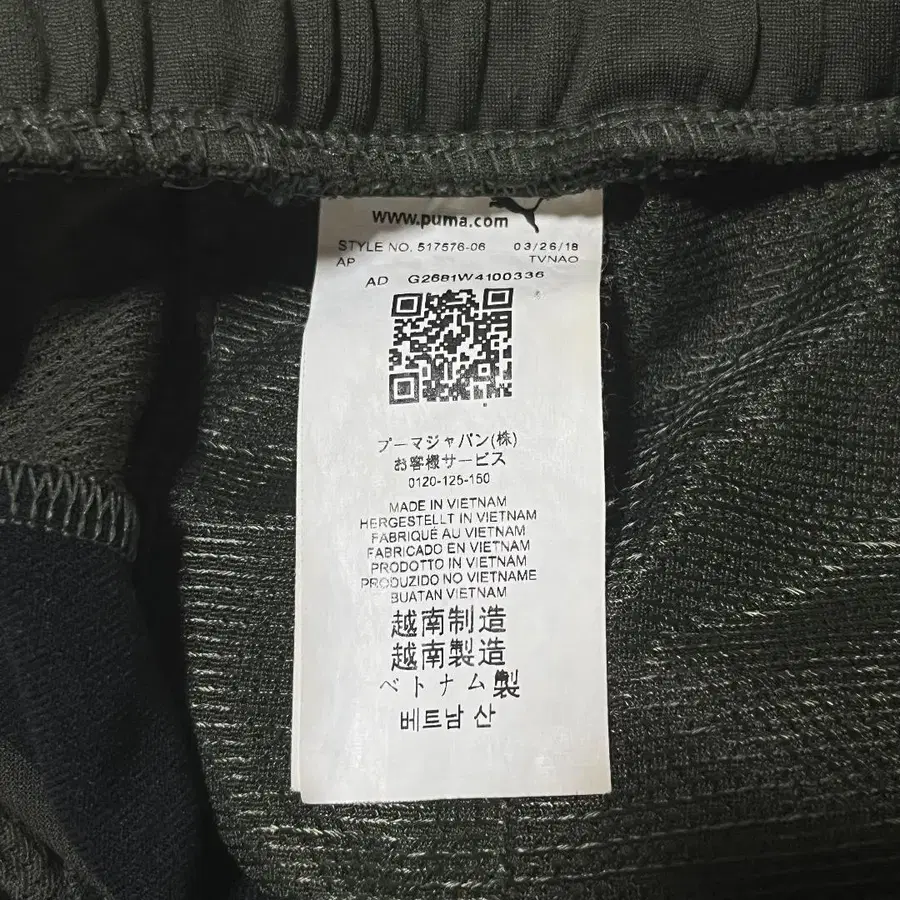 www.puma.com
STYLE NO. 517576-06 03/26/18
AP TVNAO
AD G2681W4100336
プーマジャパン(株)
お客様サービス
0120-125-150
MADE IN VIETNAM
HERGESTELLT IN VIETNAM
FABRIQUÉ AU VIETNAM
FABRICADO EN VIETNAM
PRODOTTO IN VIETNAM
PRODUZIDO NO VIETNAME
BUATAN VIETNAM
越南制造
越南製造
ベトナム製
베트남 산